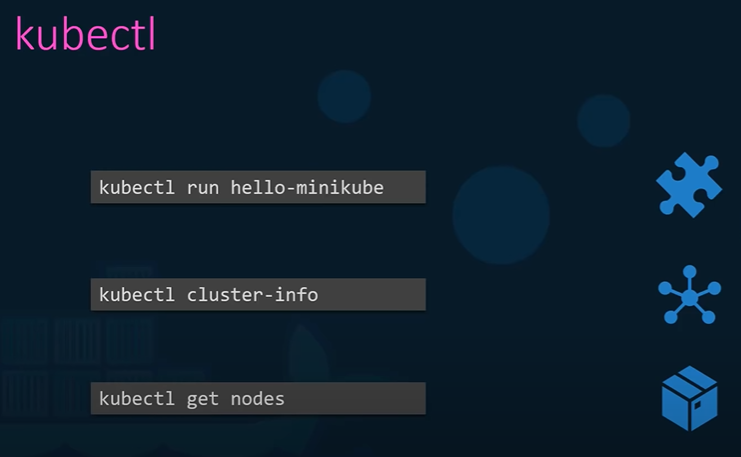 kubectl
kubectl run hello-minikube
kubectl cluster-info
kubectl get nodes